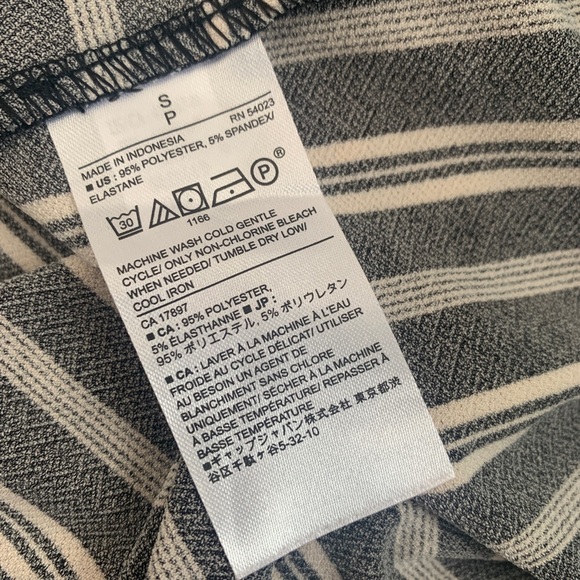 S
P
MADE IN INDONESIA RN 54023
■ US : 95% POLYESTER, 5% SPANDEX/
ELASTANE
30 P
1166
MACHINE WASH COLD GENTLE
CYCLE/ ONLY NON-CHLORINE BLEACH
WHEN NEEDED/ TUMBLE DRY LOW/
COOL IRON
CA 17897
■ CA : 95% POLYESTER,
5% ÉLASTHANNE ■ JP :
95% ポリエステル, 5% ポリウレタン
■ CA : LAVER À LA MACHINE À L'EAU
FROIDE AU CYCLE DÉLICAT/ UTILISER
AU BESOIN UN AGENT DE
BLANCHIMENT SANS CHLORE
UNIQUEMENT/ SÉCHER À LA MACHINE
À BASSE TEMPÉRATURE/ REPASSER À
BASSE TEMPÉRATURE
■ギャップジャパン株式会社 東京都渋
谷区千駄ヶ谷5-32-10